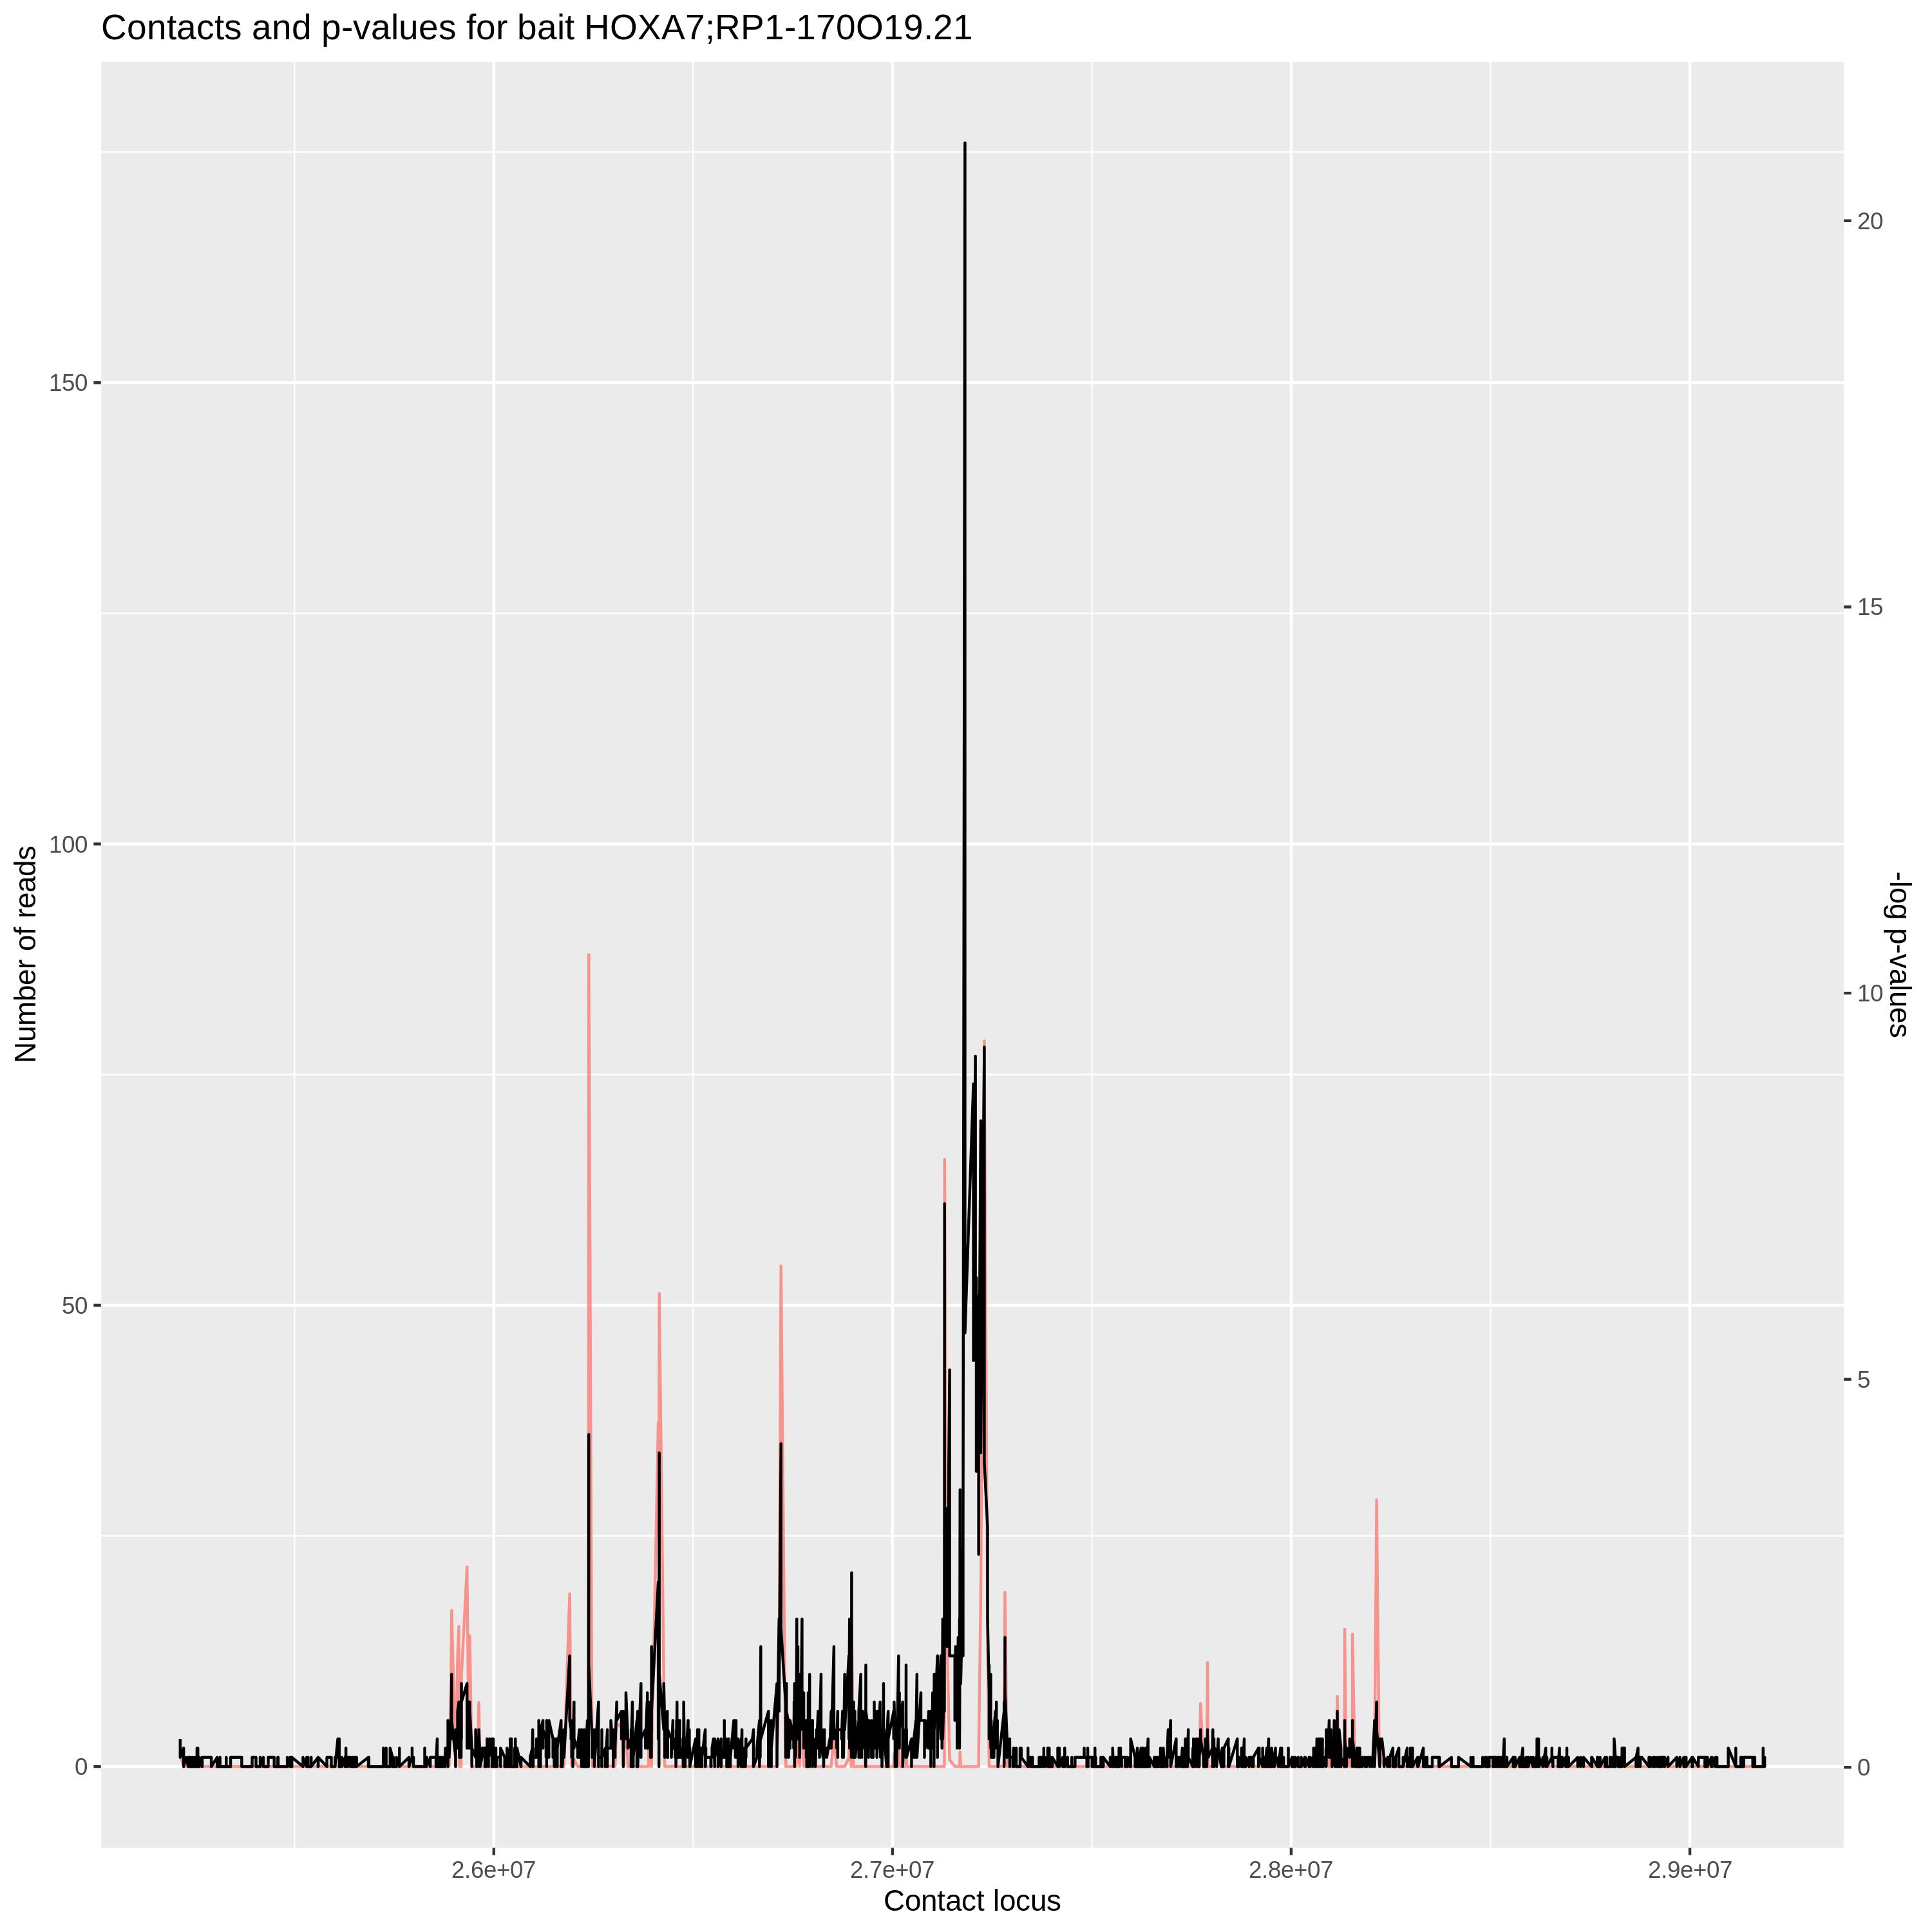 Contacts and p-values for bait HOXA7;RP1-170O19.21
Number of reads
150
100
50
0
20
15
10
5
0
-log p-values
2.6e+07
2.7e+07
2.8e+07
2.9e+07
Contact locus